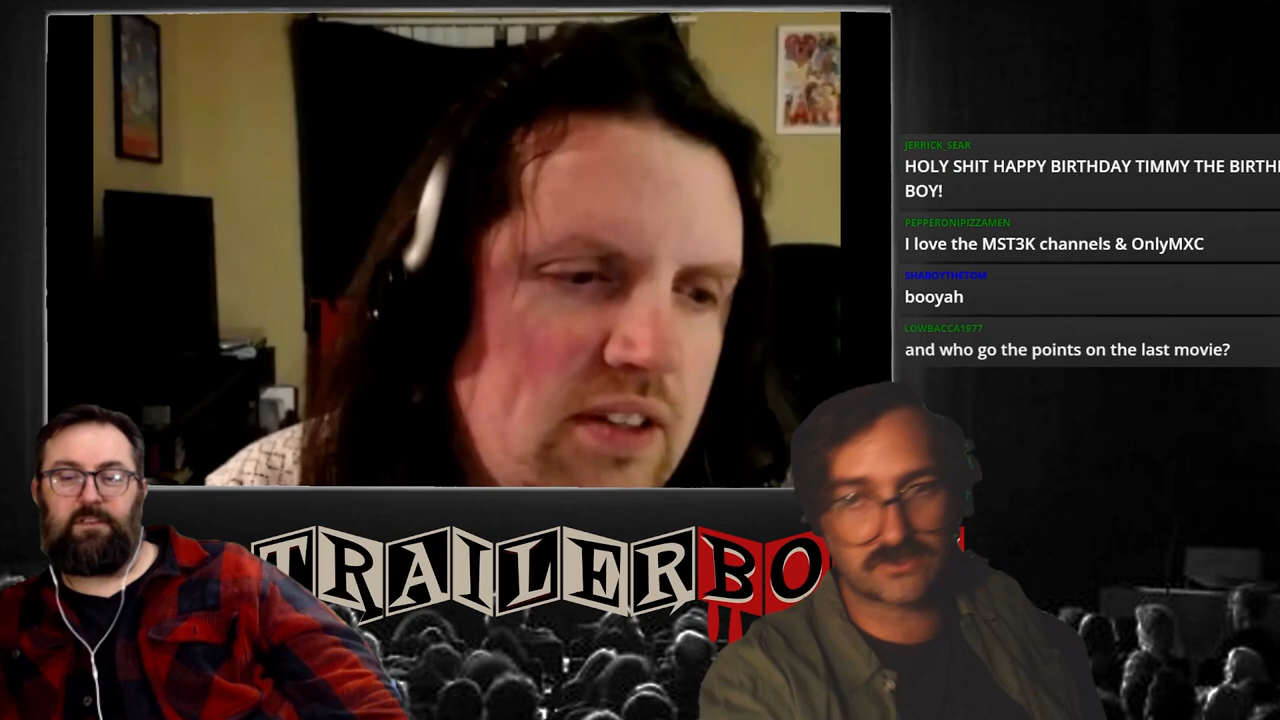 JERRICK_SEAR
HOLY SHIT HAPPY BIRTHDAY TIMMY THE BIRTH
BOY!
PEPPERONIPIZZAMEN
I love the MST3K channels & OnlyMXC
SHABOYTHETOM
booyah
LOWBACCA1977
and who go the points on the last movie?
TRAILERBO